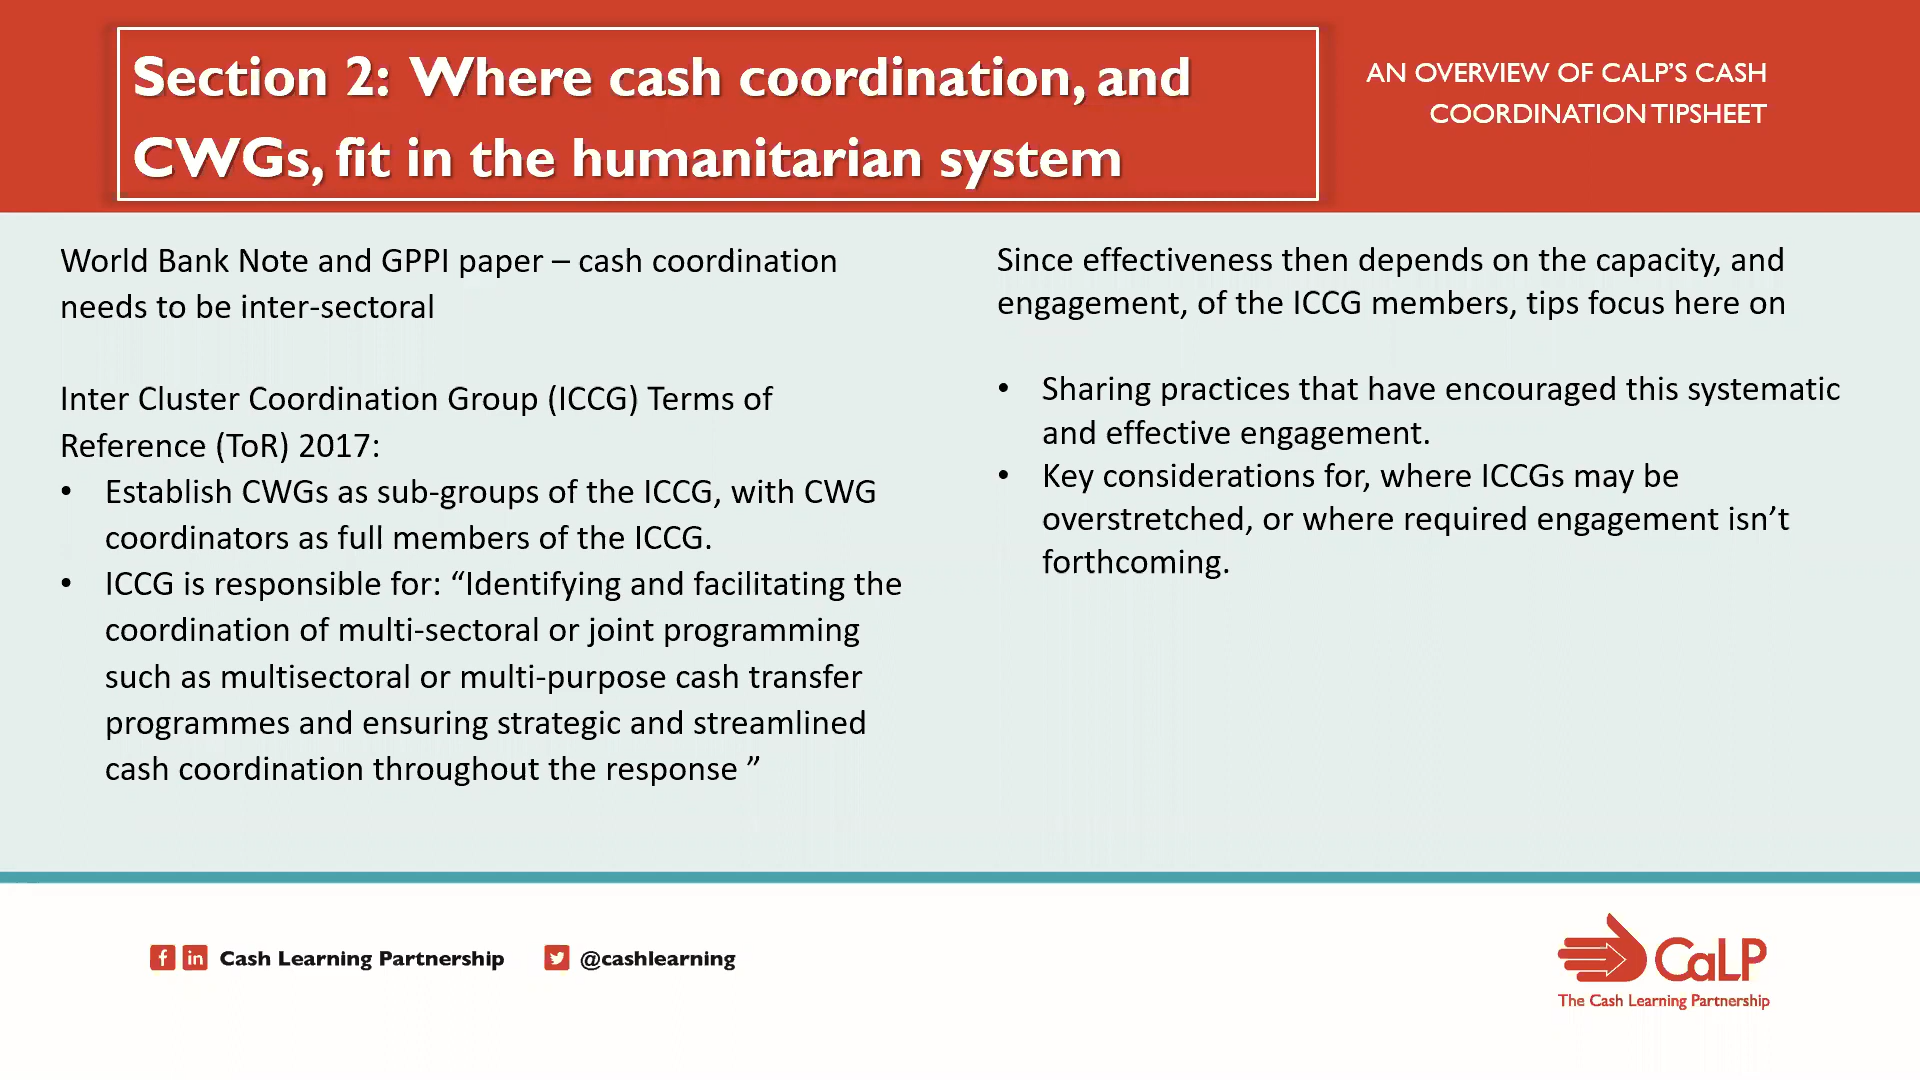 Section 2: Where cash coordination, and
CWGs, fit in the humanitarian system
AN OVERVIEW OF CALP'S CASH
COORDINATION TIPSHEET
World Bank Note and GPPI paper – cash coordination
needs to be inter-sectoral
Inter Cluster Coordination Group (ICCG) Terms of
Reference (ToR) 2017:
• Establish CWGs as sub-groups of the ICCG, with CWG
coordinators as full members of the ICCG.
• ICCG is responsible for: “Identifying and facilitating the
coordination of multi-sectoral or joint programming
such as multisectoral or multi-purpose cash transfer
programmes and ensuring strategic and streamlined
cash coordination throughout the response ”
Since effectiveness then depends on the capacity, and
engagement, of the ICCG members, tips focus here on
• Sharing practices that have encouraged this systematic
and effective engagement.
• Key considerations for, where ICCGs may be
overstretched, or where required engagement isn’t
forthcoming.
Cash Learning Partnership
@cashlearning
CaLP
The Cash Learning Partnership